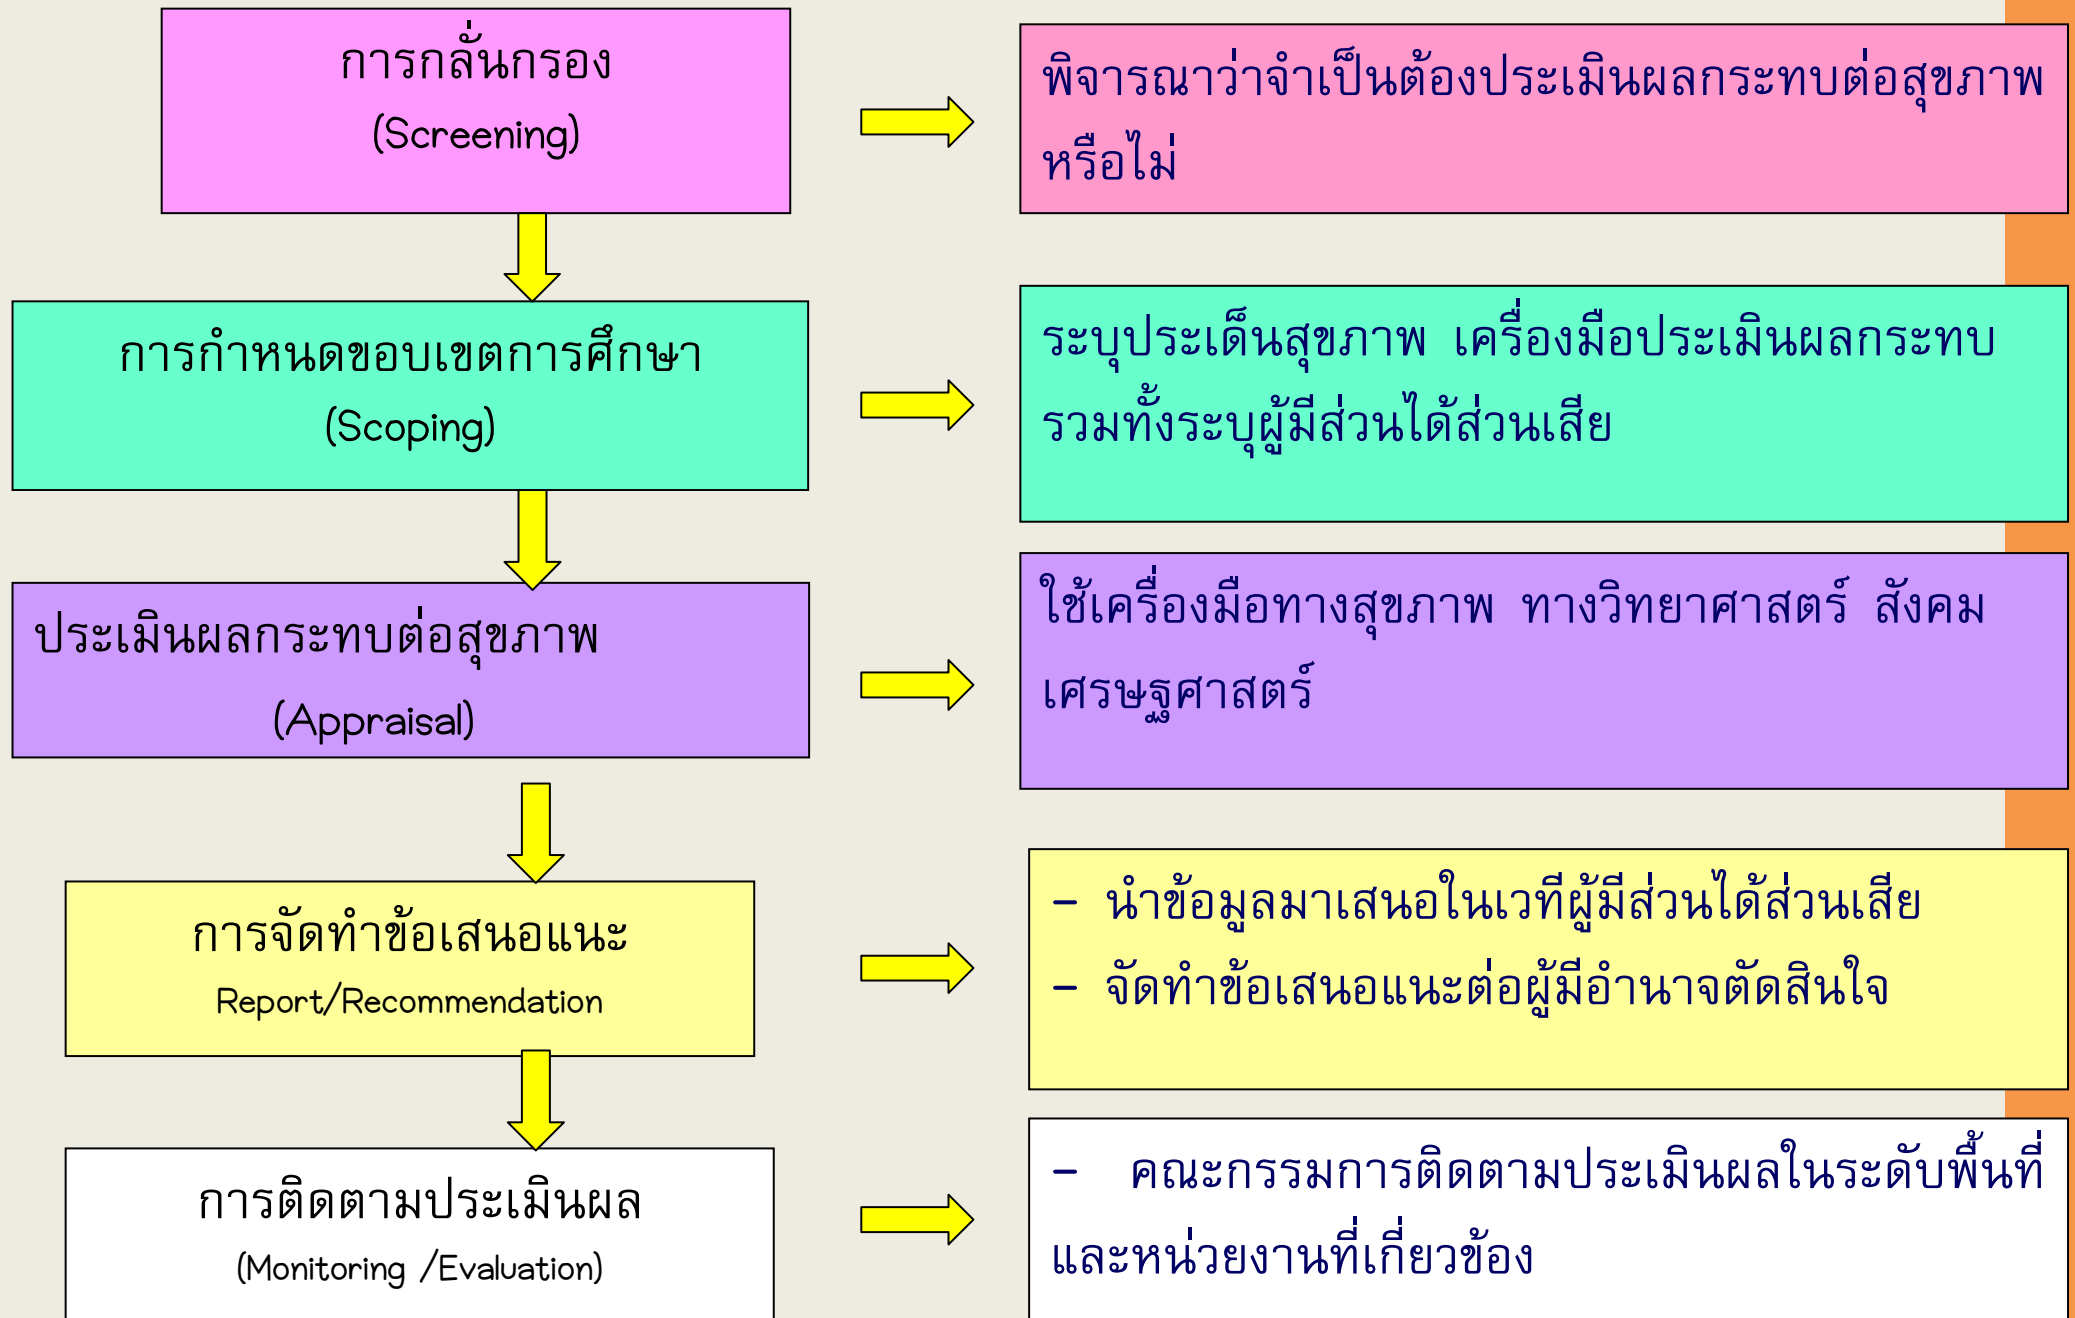 การกลั่นกรอง
(Screening)
พิจารณาว่าจำเป็นต้องประเมินผลกระทบต่อสุขภาพ
หรือไม่
การกำหนดขอบเขตการศึกษา
(Scoping)
ระบุประเด็นสุขภาพ เครื่องมือประเมินผลกระทบ
รวมทั้งระบุผู้มีส่วนได้ส่วนเสีย
ประเมินผลกระทบต่อสุขภาพ
(Appraisal)
ใช้เครื่องมือทางสุขภาพ ทางวิทยาศาสตร์ สังคม
เศรษฐศาสตร์
การจัดทำข้อเสนอแนะ
Report/Recommendation
- นำข้อมูลมาเสนอในเวทีผู้มีส่วนได้ส่วนเสีย
- จัดทำข้อเสนอแนะต่อผู้มีอำนาจตัดสินใจ
การติดตามประเมินผล
(Monitoring /Evaluation)
- คณะกรรมการติดตามประเมินผลในระดับพื้นที่
และหน่วยงานที่เกี่ยวข้อง